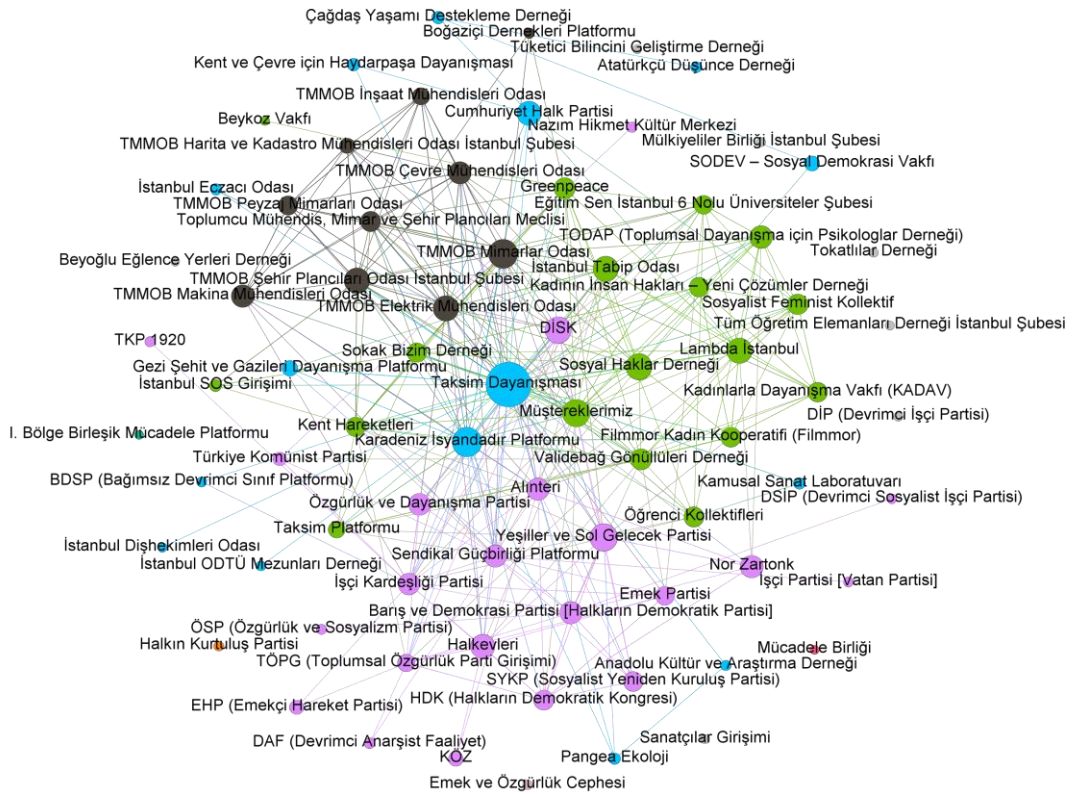 Çağdaş Yaşamı Destekleme Derneği
Boğaziçi Dernekleri Platformu
Tüketici Bilincini Geliştirme Derneği
Kent ve Çevre için Haydarpaşa Dayanışması
Atatürkçü Düşünce Derneği
TMMOB İnşaat Mühendisleri Odası
Cumhuriyet Halk Partisi
Beykoz Vakfı
Nazım Hikmet Kültür Merkezi
TMMOB Harita ve Kadastro Mühendisleri Odası İstanbul Şubesi
Mülkiyeliler Birliği İstanbul Şubesi
SODEV – Sosyal Demokrasi Vakfı
TMMOB Çevre Mühendisleri Odası
İstanbul Eczacı Odası
Greenpeace
TMMOB Peyzaj Mimarları Odası
Eğitim Sen İstanbul 6 Nolu Üniversiteler Şubesi
Toplumcu Mühendis, Mimar ve Şehir Plancıları Meclisi
TODAP (Toplumsal Dayanışma için Psikologlar Derneği)
TMMOB Mimarlar Odası
Tokatlılar Derneği
Beyoğlu Eğlence Yerleri Derneği
İstanbul Tabip Odası
TMMOB Şehir Plancıları Odası İstanbul Şubesi
Kadının İnsan Hakları – Yeni Çözümler Derneği
TMMOB Makina Mühendisleri Odası
Sosyalist Feminist Kollektif
TMMOB Elektrik Mühendisleri Odası
Tüm Öğretim Elemanları Derneği İstanbul Şubesi
DİSK
TKP 1920
Sokak Bizim Derneği
Lambda İstanbul
Gezi Şehit ve Gazileri Dayanışma Platformu
Sosyal Haklar Derneği
İstanbul SOS Girişimi
Taksim Dayanışması
Kadınlarla Dayanışma Vakfı (KADAV)
Müştereklerimiz
DİP (Devrimci İşçi Partisi)
Kent Hareketleri
I. Bölge Birleşik Mücadele Platformu
Karadeniz İsyandadır Platformu
Filmmor Kadın Kooperatifi (Filmmor)
Türkiye Komünist Partisi
Validebağ Gönüllüleri Derneği
BDSP (Bağımsız Devrimci Sınıf Platformu)
Kamusal Sanat Laboratuvarı
Alınteri
DSİP (Devrimci Sosyalist İşçi Partisi)
Özgürlük ve Dayanışma Partisi
Öğrenci Kollektifleri
Taksim Platformu
Yeşiller ve Sol Gelecek Partisi
İstanbul Dişhekimleri Odası
Sendikal Güçbirliği Platformu
İstanbul ODTÜ Mezunları Derneği
Nor Zartonk
İşçi Kardeşliği Partisi
İşçi Partisi [Vatan Partisi]
Emek Partisi
Barış ve Demokrasi Partisi [Halkların Demokratik Partisi]
ÖSP (Özgürlük ve Sosyalizm Partisi)
Halkın Kurtuluş Partisi
Halkevleri
Mücadele Birliği
TÖPG (Toplumsal Özgürlük Parti Girişimi)
Anadolu Kültür ve Araştırma Derneği
SYKP (Sosyalist Yeniden Kuruluş Partisi)
EHP (Emekçi Hareket Partisi)
HDK (Halkların Demokratik Kongresi)
DAF (Devrimci Anarşist Faaliyet)
Sanatçılar Girişimi
KÖZ
Pangea Ekoloji
Emek ve Özgürlük Cephesi